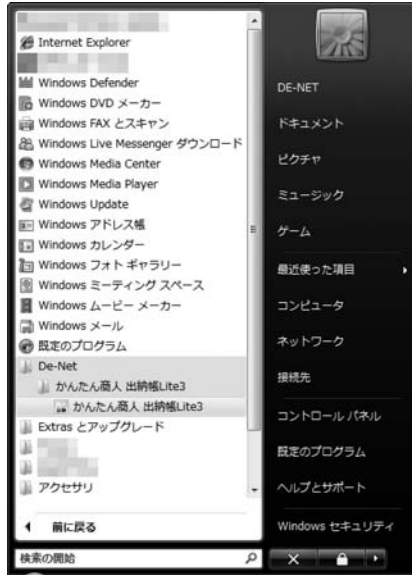 Internet Explorer
Windows Defender
Windows DVD メーカー
Windows FAX とスキャン
Windows Live Messenger ダウンロード
Windows Media Center
Windows Media Player
Windows Update
Windows アドレス帳
Windows カレンダー
Windows フォト ギャラリー
Windows ミーティング スペース
Windows ムービー メーカー
Windows メール
既定のプログラム
De-Net
かんたん商人 出納帳Lite3
かんたん商人 出納帳Lite3
Extras とアップグレード
アクセサリ
前に戻る
検索の開始
DE-NET
ドキュメント
ピクチャ
ミュージック
ゲーム
最近使った項目
コンピュータ
ネットワーク
接続先
コントロール パネル
既定のプログラム
ヘルプとサポート
Windows セキュリティ